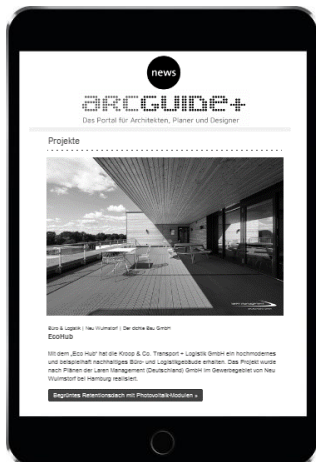 news
arcguide+
Das Portal für Architekten, Planer und Designer
Projekte
Büro & Logistik | Neu Wulmstorf | Der dichte Bau GmbH
EcoHub
Mit dem „Eco Hub“ hat die Kroop & Co. Transport + Logistik GmbH ein hochmodernes
und beispielhaft nachhaltiges Büro- und Logistikgebäude erhalten. Das Projekt wurde
nach Plänen der Laren Management (Deutschland) GmbH im Gewerbegebiet von Neu
Wulmstorf bei Hamburg realisiert.
Begrüntes Retentionsdach mit Photovoltaik-Modulen »